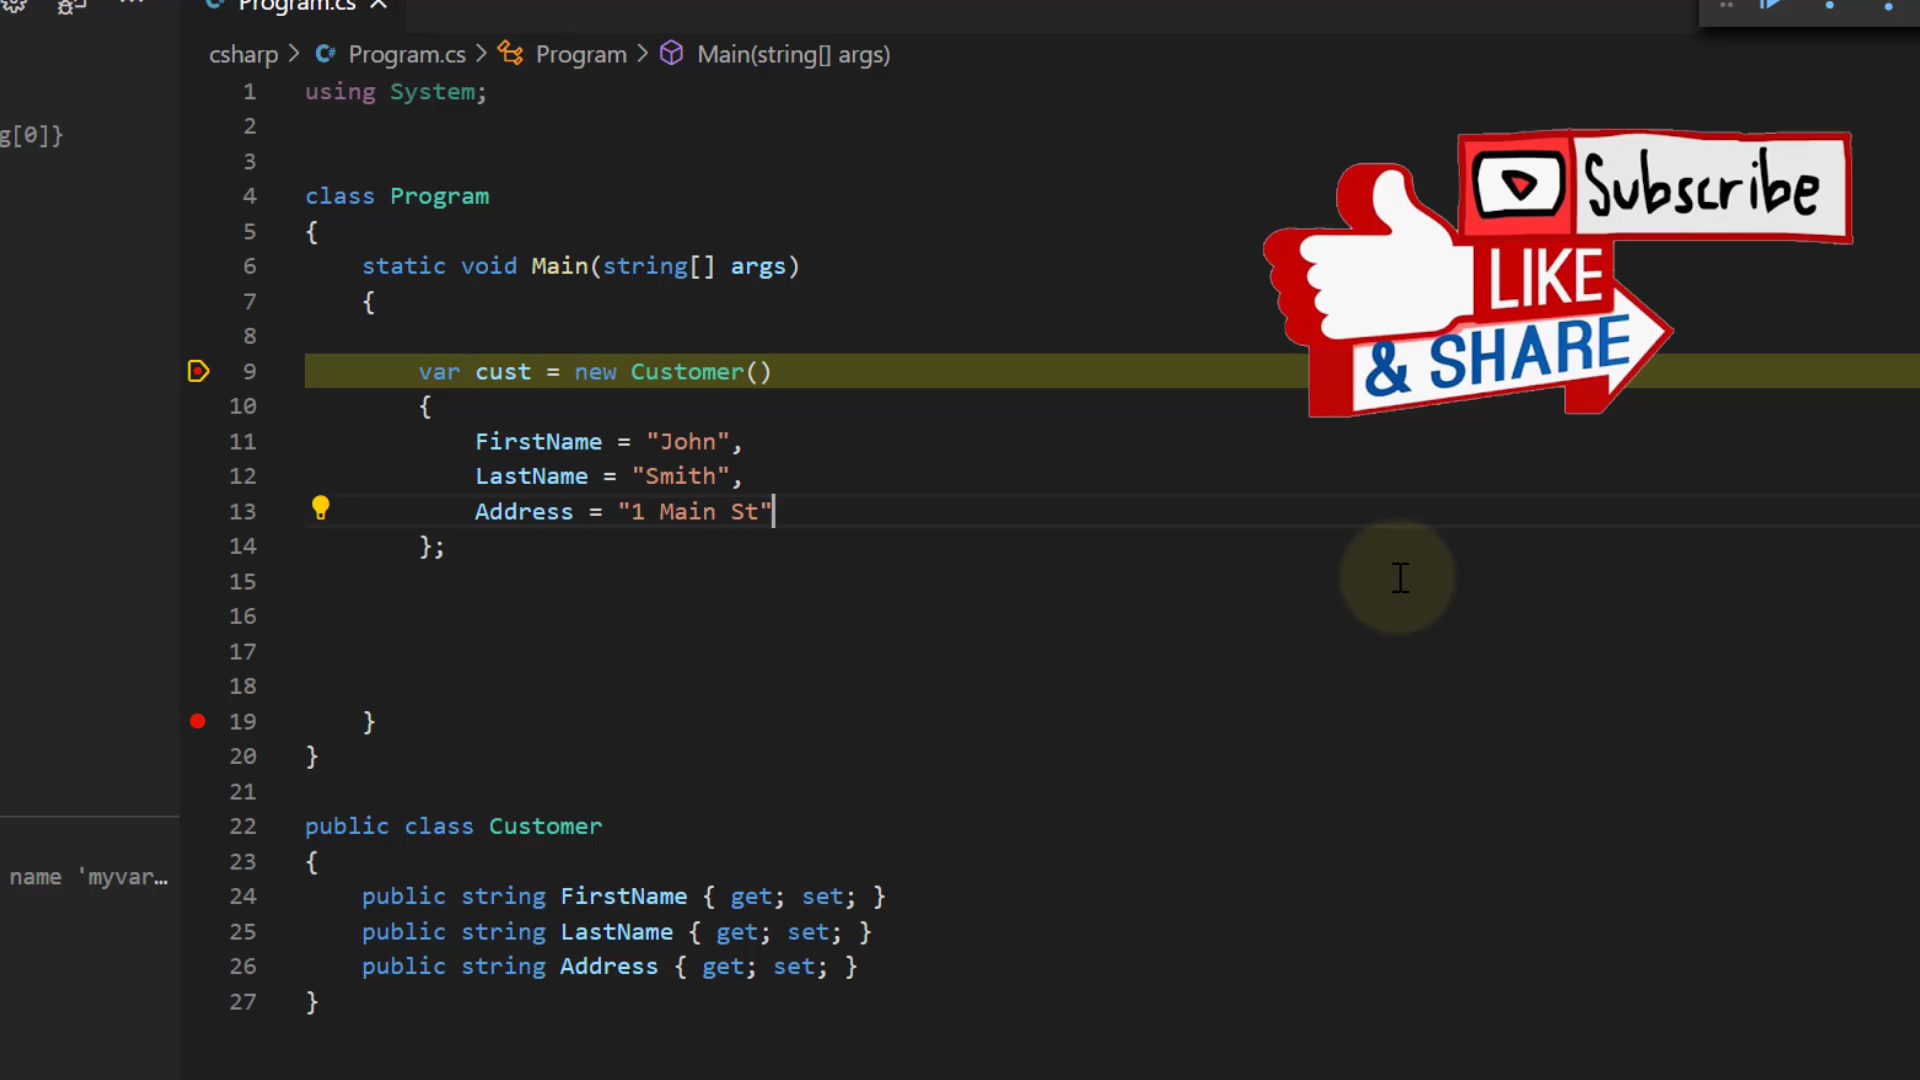 Program.cs
csharp > Program.cs > Program > Main(string[] args)
g[0]}
1 using System;
2
3
4 class Program
5 {
6 static void Main(string[] args)
7 {
8
9 var cust = new Customer()
10 {
11 FirstName = "John",
12 LastName = "Smith",
13 Address = "1 Main St"
14 };
15
16
17
18
19 }
20 }
21
22 public class Customer
23 {
24 public string FirstName { get; set; }
25 public string LastName { get; set; }
26 public string Address { get; set; }
27 }
name 'myvar…
Subscribe
LIKE
& SHARE